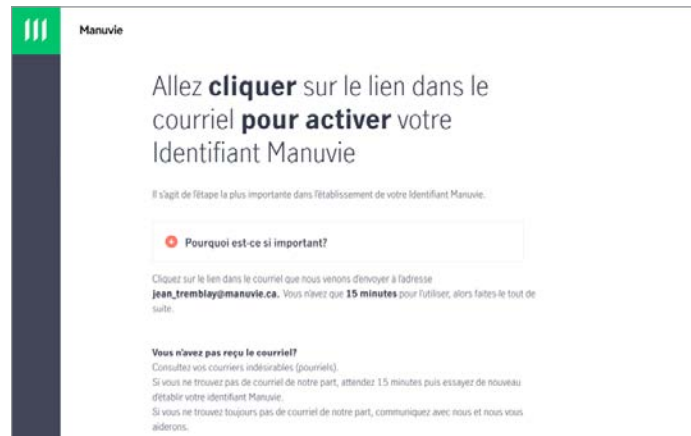 Manuvie
Allez cliquer sur le lien dans le
courriel pour activer votre
Identifiant Manuvie
Il s'agit de l'étape la plus importante dans l'établissement de votre Identifiant Manuvie.
Pourquoi est-ce si important?
Cliquez sur le lien dans le courriel que nous venons d'envoyer à l'adresse
jean_tremblay@manuvie.ca. Vous n'avez que 15 minutes pour l'utiliser, alors faites-le tout de
suite.
Vous n'avez pas reçu le courriel?
Consultez vos courriers indésirables (pourriels).
Si vous ne trouvez pas de courriel de notre part, attendez 15 minutes puis essayez de nouveau
d'établir votre identifiant Manuvie.
Si vous ne trouvez toujours pas de courriel de notre part, communiquez avec nous et nous vous
aiderons.